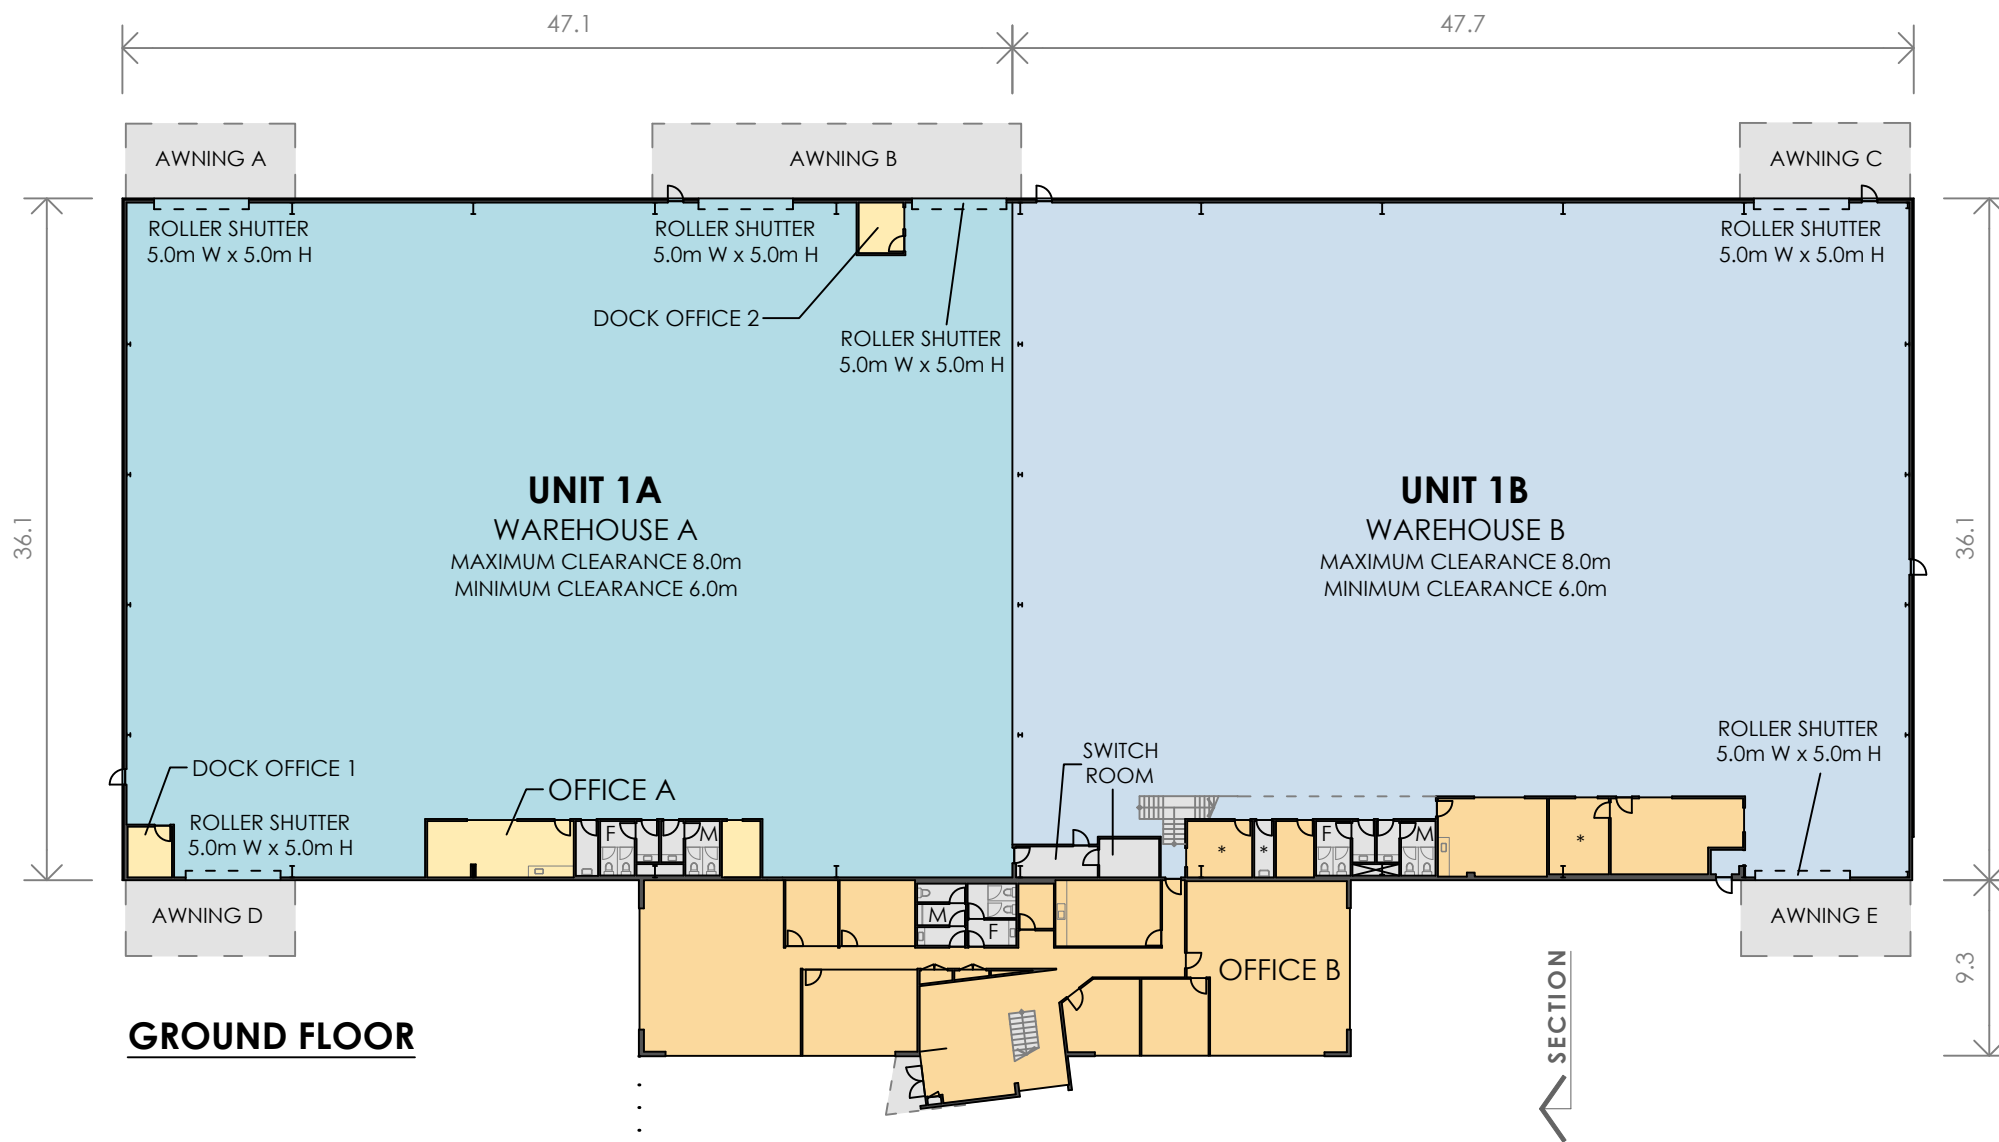 47.1
47.7
AWNING A
AWNING B
AWNING C
ROLLER SHUTTER
5.0m W x 5.0m H
ROLLER SHUTTER
5.0m W x 5.0m H
ROLLER SHUTTER
5.0m W x 5.0m H
DOCK OFFICE 2
ROLLER SHUTTER
5.0m W x 5.0m H
UNIT 1A
WAREHOUSE A
MAXIMUM CLEARANCE 8.0m
MINIMUM CLEARANCE 6.0m
UNIT 1B
WAREHOUSE B
MAXIMUM CLEARANCE 8.0m
MINIMUM CLEARANCE 6.0m
36.1
36.1
DOCK OFFICE 1
OFFICE A
SWITCH
ROOM
ROLLER SHUTTER
5.0m W x 5.0m H
ROLLER SHUTTER
5.0m W x 5.0m H
F
M
*
*
F
M
*
AWNING D
M
F
AWNING E
OFFICE B
9.3
SECTION
GROUND FLOOR